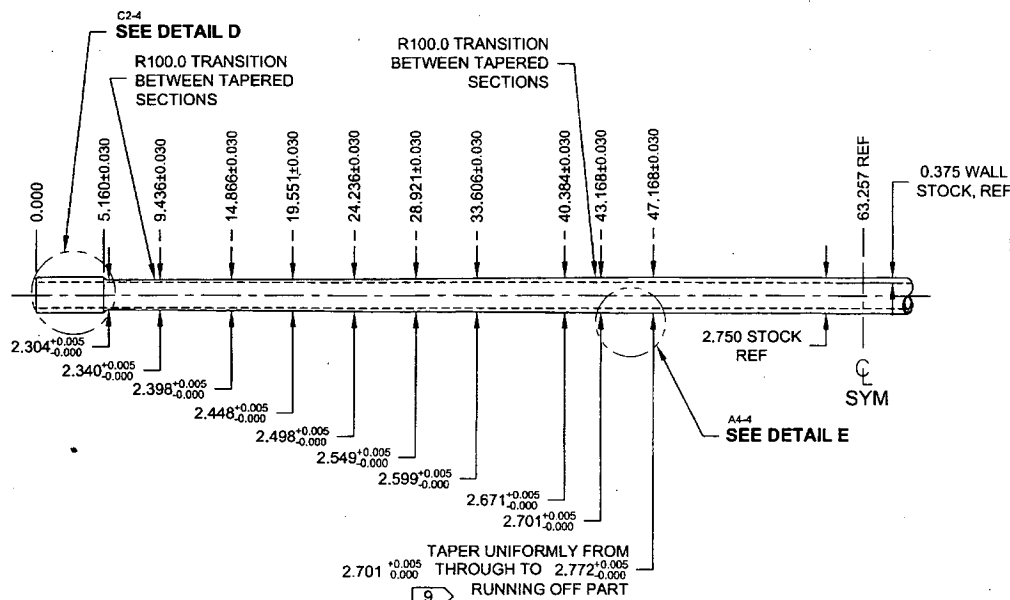 C2-4
SEE DETAIL D
R100.0 TRANSITION
BETWEEN TAPERED
SECTIONS
R100.0 TRANSITION
BETWEEN TAPERED
SECTIONS
0.000
5.160±0.030
9.436±0.030
14.866±0.030
19.551±0.030
24.236±0.030
28.921±0.030
33.606±0.030
40.384±0.030
43.168±0.030
47.168±0.030
63.257 REF
0.375 WALL
STOCK, REF
2.304 +0.005 -0.000
2.340 +0.005 -0.000
2.398 +0.005 -0.000
2.448 +0.005 -0.000
2.498 +0.005 -0.000
2.549 +0.005 -0.000
2.599 +0.005 -0.000
2.671 +0.005 -0.000
2.701 +0.005 -0.000
2.750 STOCK
REF
℄
SYM
A4-4
SEE DETAIL E
TAPER UNIFORMLY FROM
2.701 +0.005 0.000 THROUGH TO 2.772 +0.005 -0.000
RUNNING OFF PART
9